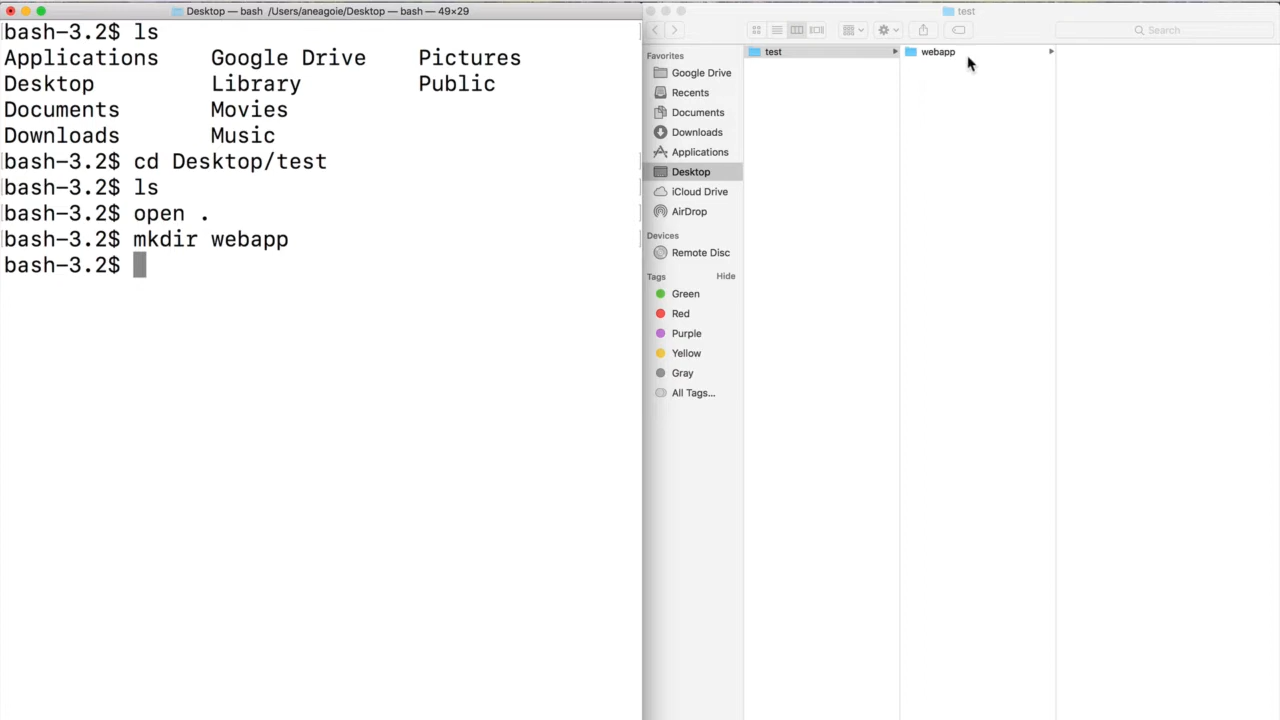 Desktop — bash /Users/aneagoie/Desktop — bash — 49×29
bash-3.2$ ls
Applications Google Drive Pictures
Desktop Library Public
Documents Movies
Downloads Music
bash-3.2$ cd Desktop/test
bash-3.2$ ls
bash-3.2$ open .
bash-3.2$ mkdir webapp
bash-3.2$
test
Search
Favorites
Google Drive
Recents
Documents
Downloads
Applications
Desktop
iCloud Drive
AirDrop
Devices
Remote Disc
Tags Hide
Green
Red
Purple
Yellow
Gray
All Tags...
test
webapp